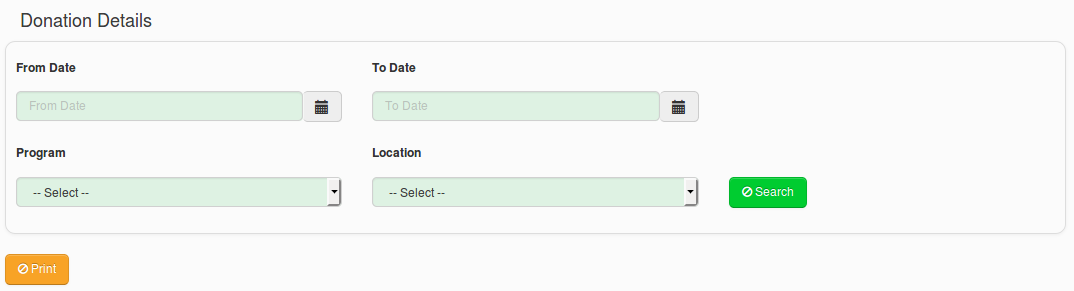 Donation Details
From Date To Date
From Date To Date
Program Location
-- Select -- -- Select -- Search
Print